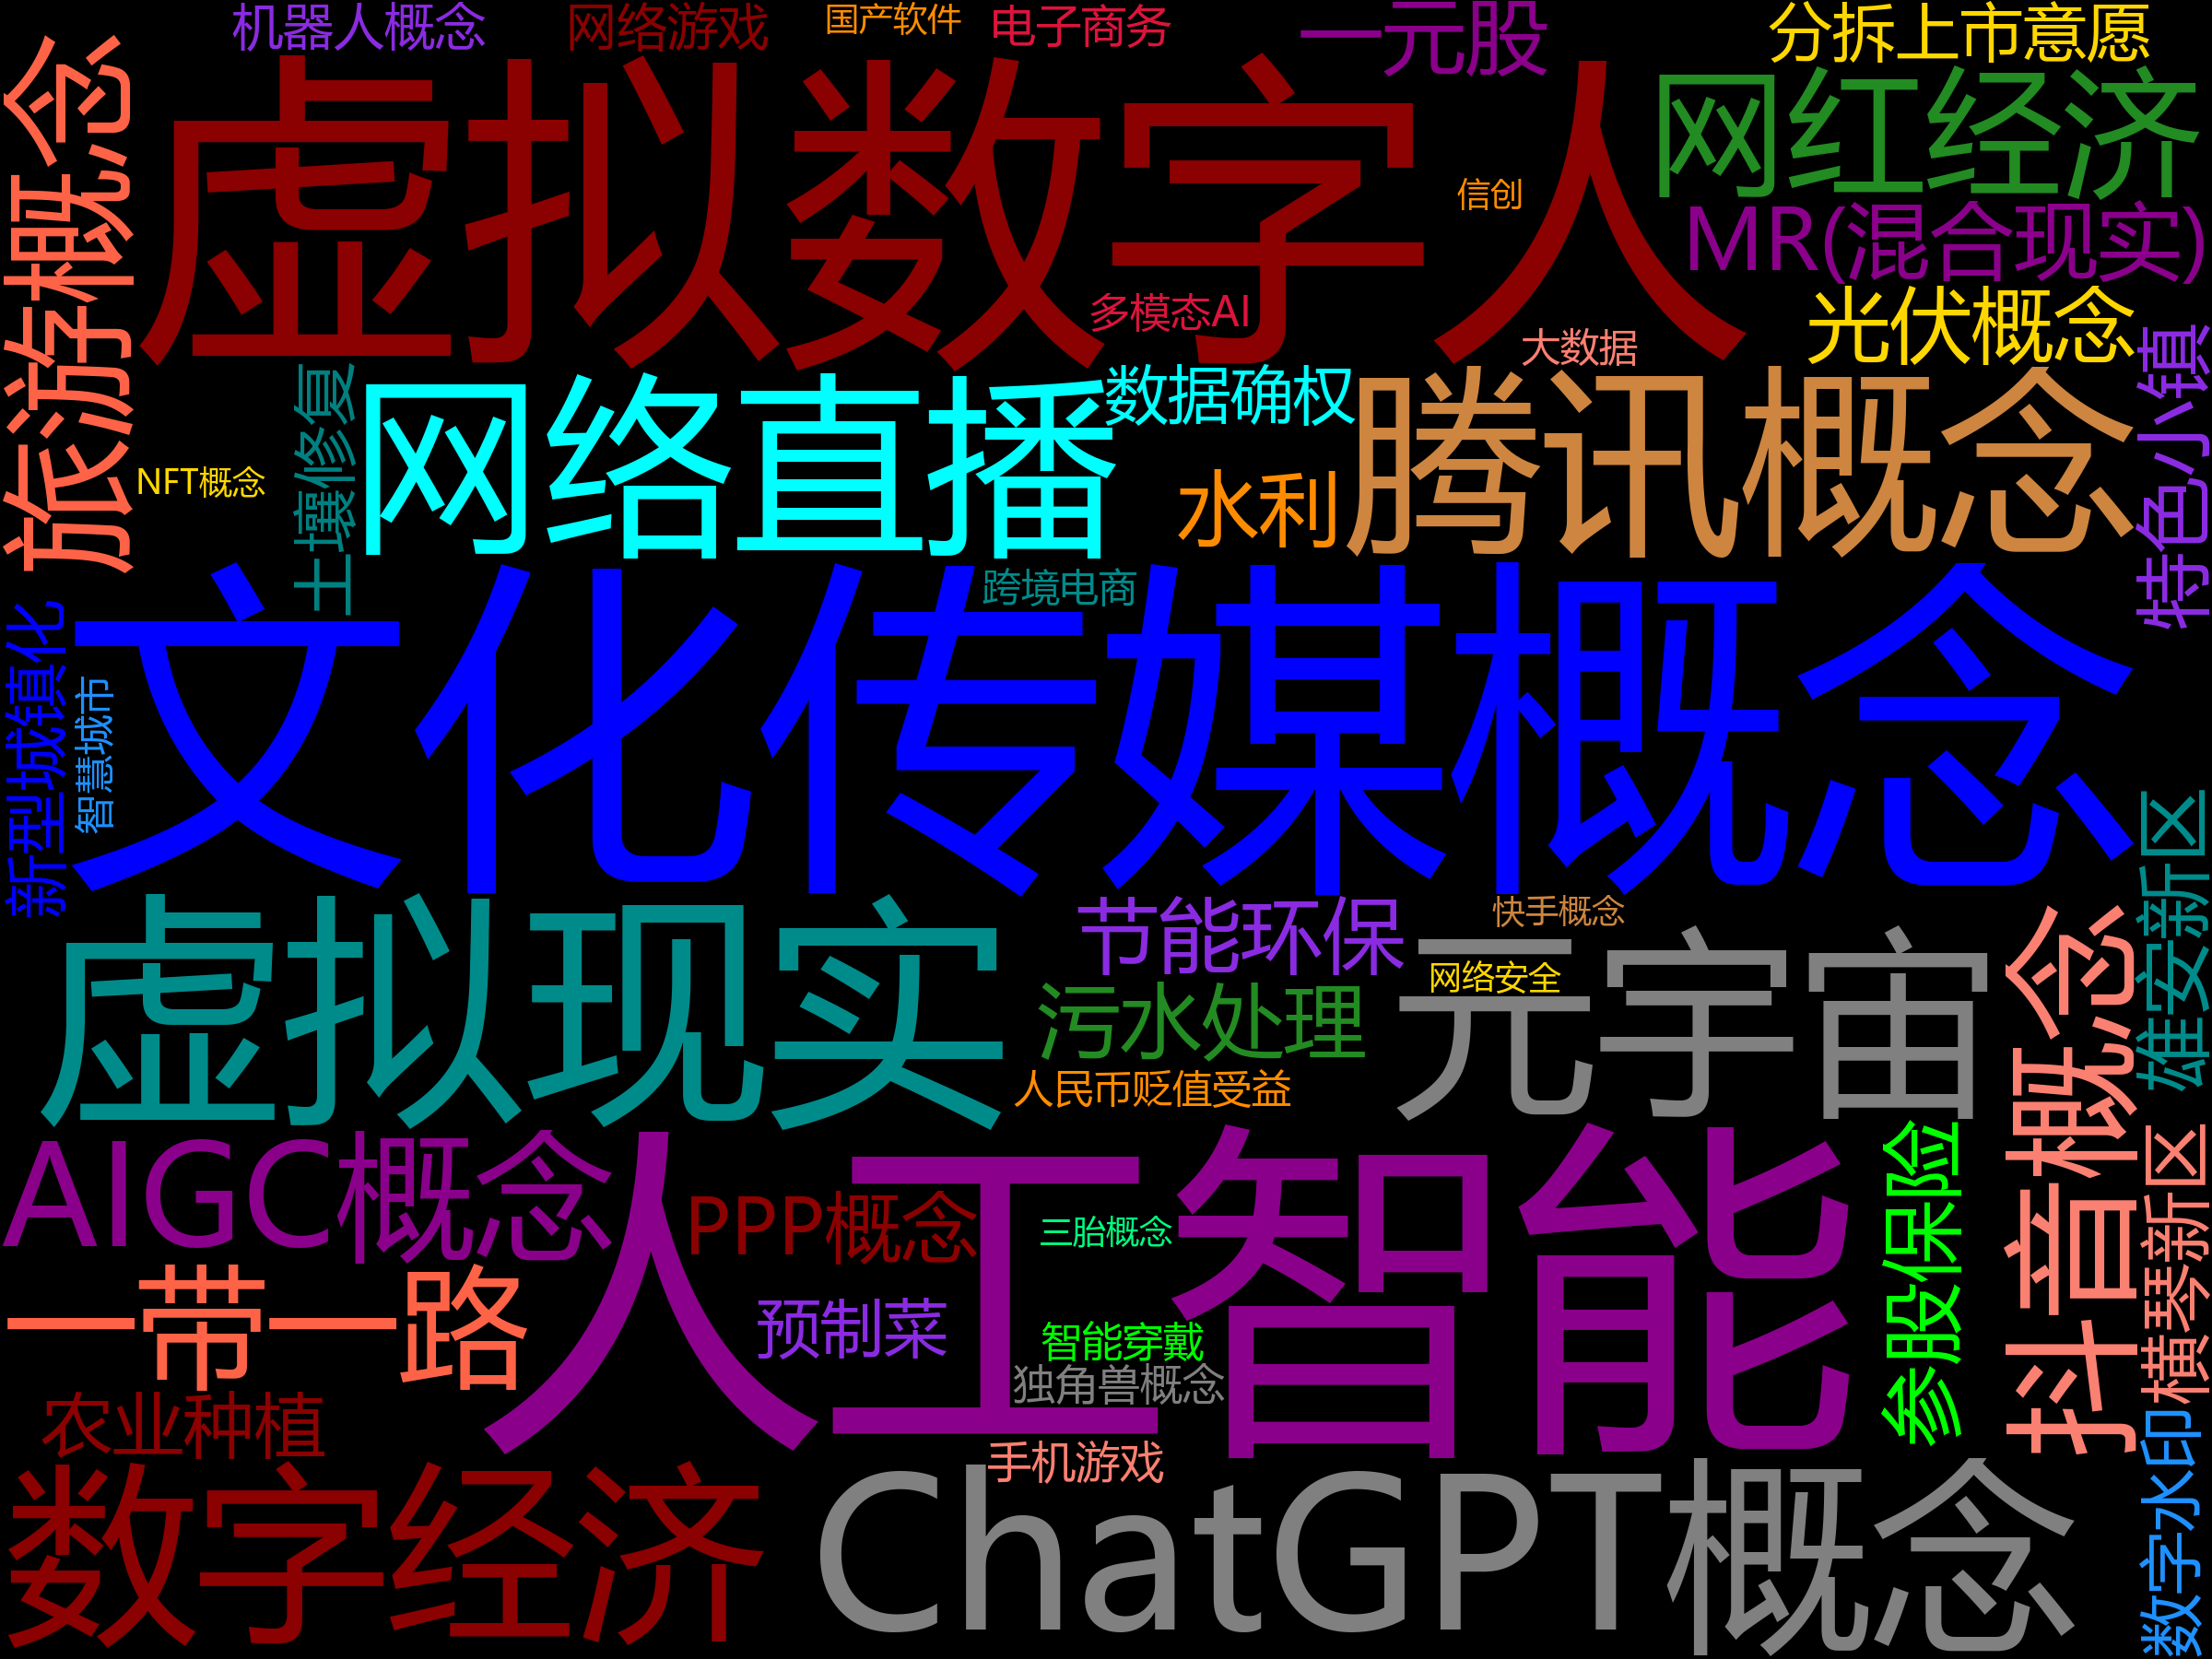 机器人概念
网络游戏
国产软件
电子商务
一元股
分拆上市意愿
旅游概念
虚拟数字人
网红经济
信创
MR(混合现实)
多模态AI
大数据
光伏概念
特色小镇
土壤修复
NFT概念
网络直播
数据确权
水利
腾讯概念
跨境电商
新型城镇化
智慧城市
文化传媒概念
雄安新区
虚拟现实
节能环保
快手概念
网络安全
元宇宙
污水处理
人民币贬值受益
抖音概念
横琴新区
AIGC概念
人工智能
PPP概念
三胎概念
参股保险
一带一路
预制菜
智能穿戴
独角兽概念
农业种植
手机游戏
数字水印
数字经济
ChatGPT概念